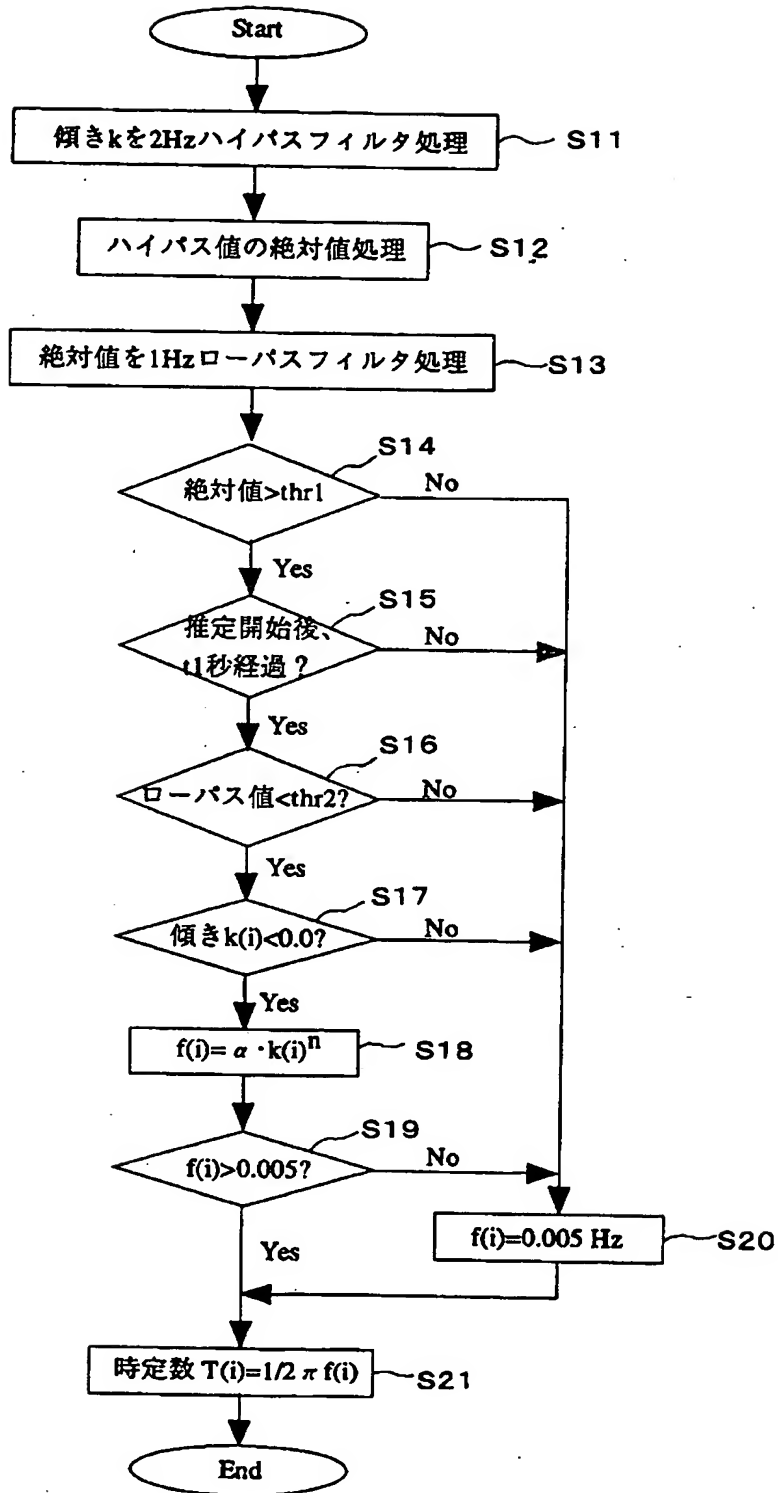 Start
傾きkを2Hzハイパスフィルタ処理
S11
ハイパス値の絶対値処理
S12
絶対値を1Hzローパスフィルタ処理
S13
S14
絶対値>thr1
No
Yes
S15
推定開始後、
t1秒経過?
No
Yes
S16
ローパス値<thr2?
No
Yes
S17
傾きk(i)<0.0?
No
Yes
f(i)= α ・k(i)^n
S18
S19
f(i)>0.005?
No
Yes
f(i)=0.005 Hz
S20
時定数 T(i)=1/2 π f(i)
S21
End